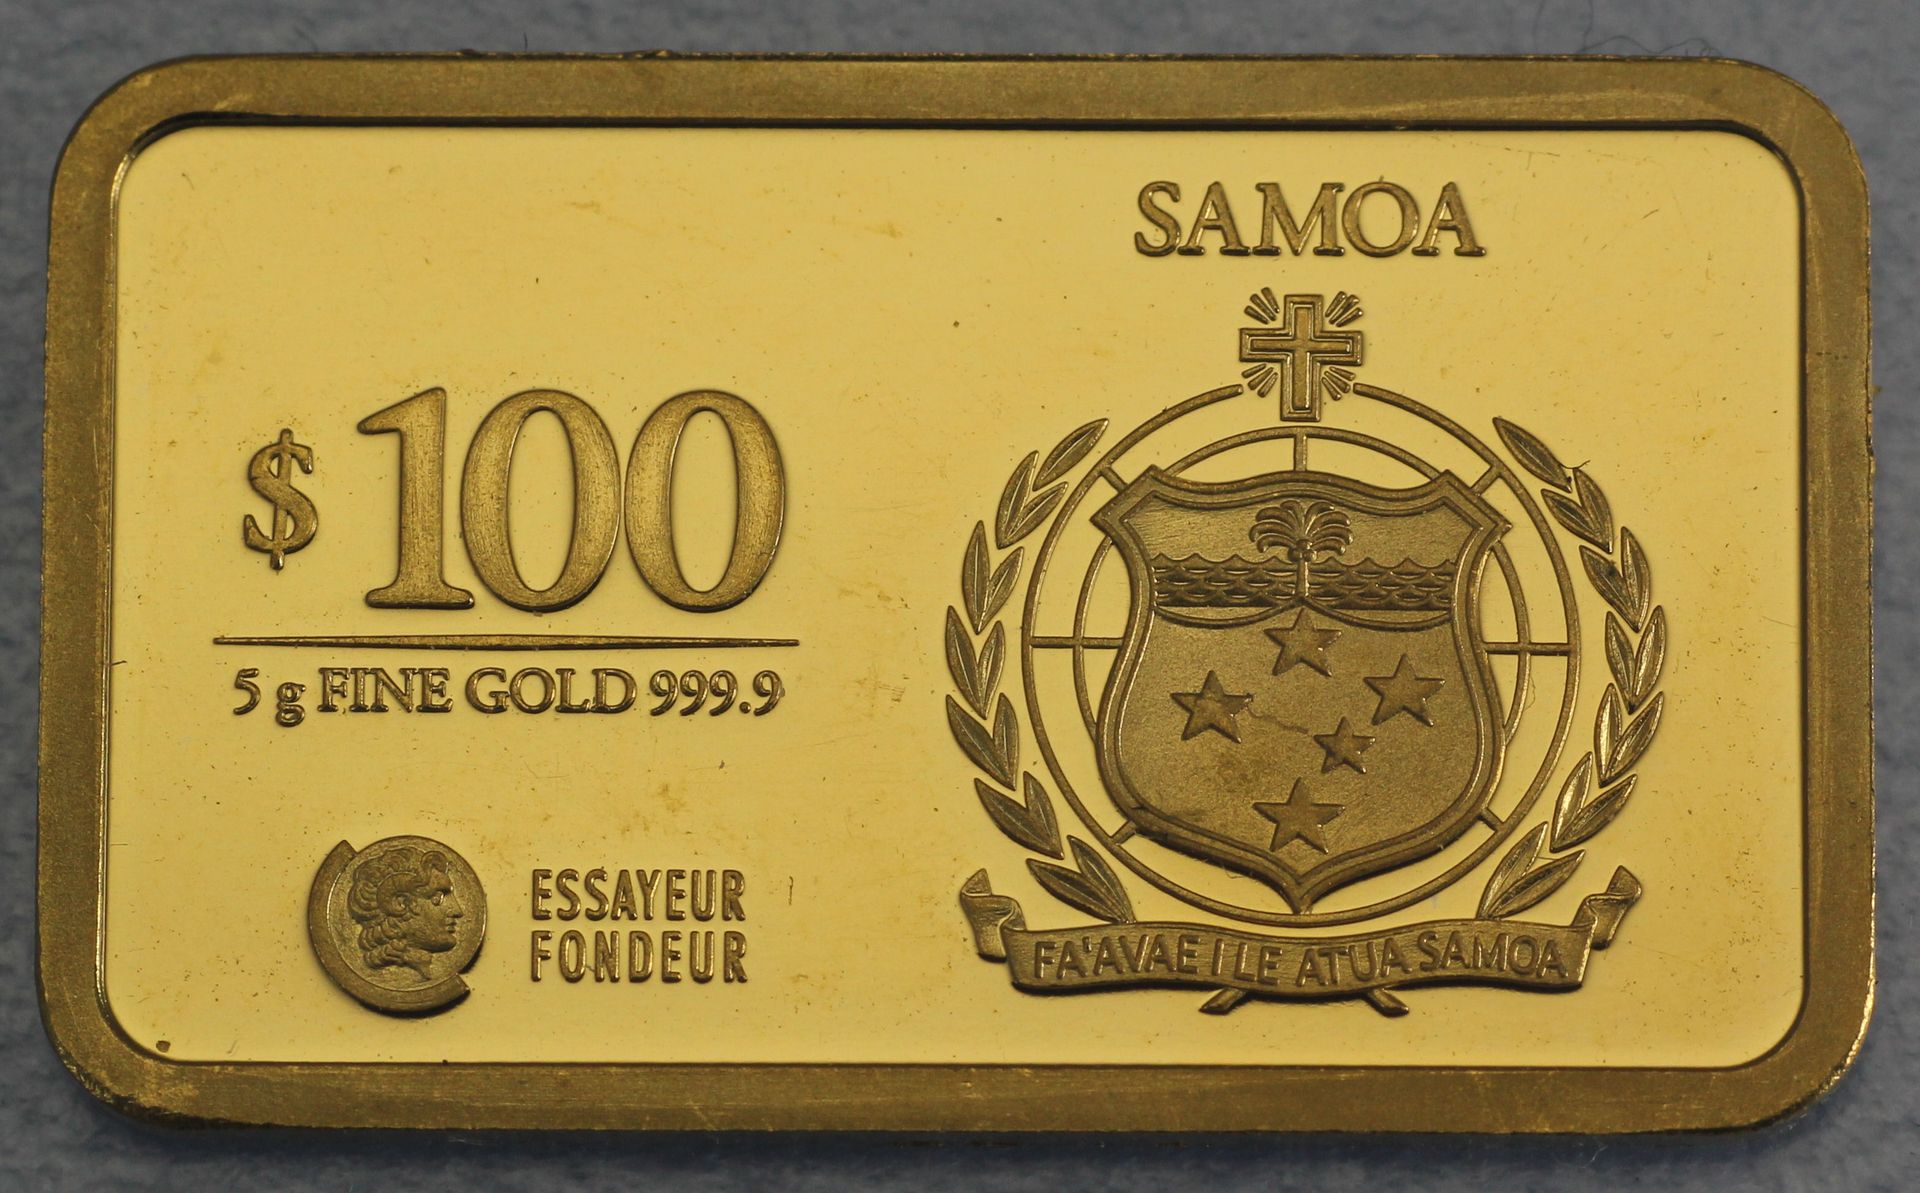 SAMOA
$ 100
5 g FINE GOLD 999.9
ESSAYEUR
FONDEUR
FA'AVAE I LE ATUA SAMOA